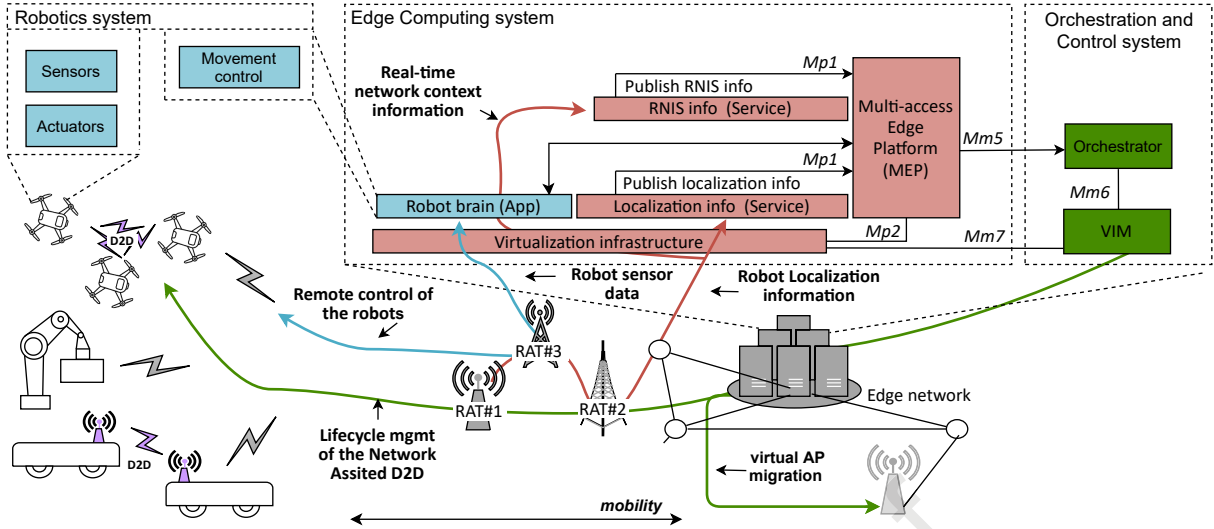 Robotics system
Sensors
Actuators
Movement
control
Edge Computing system
Real-time
network context
information
Mp1
Publish RNIS info
RNIS info (Service)
Mp1
Publish localization info
Robot brain (App)
Localization info (Service)
Multi-access
Edge
Platform
(MEP)
Virtualization infrastructure
Mp2
Mm5
Mm7
Orchestration and
Control system
Orchestrator
Mm6
VIM
D2D
Robot sensor
data
Robot Localization
information
Remote control of
the robots
RAT#3
RAT#1
RAT#2
Edge network
Lifecycle mgmt
of the Network
Assited D2D
D2D
virtual AP
migration
mobility